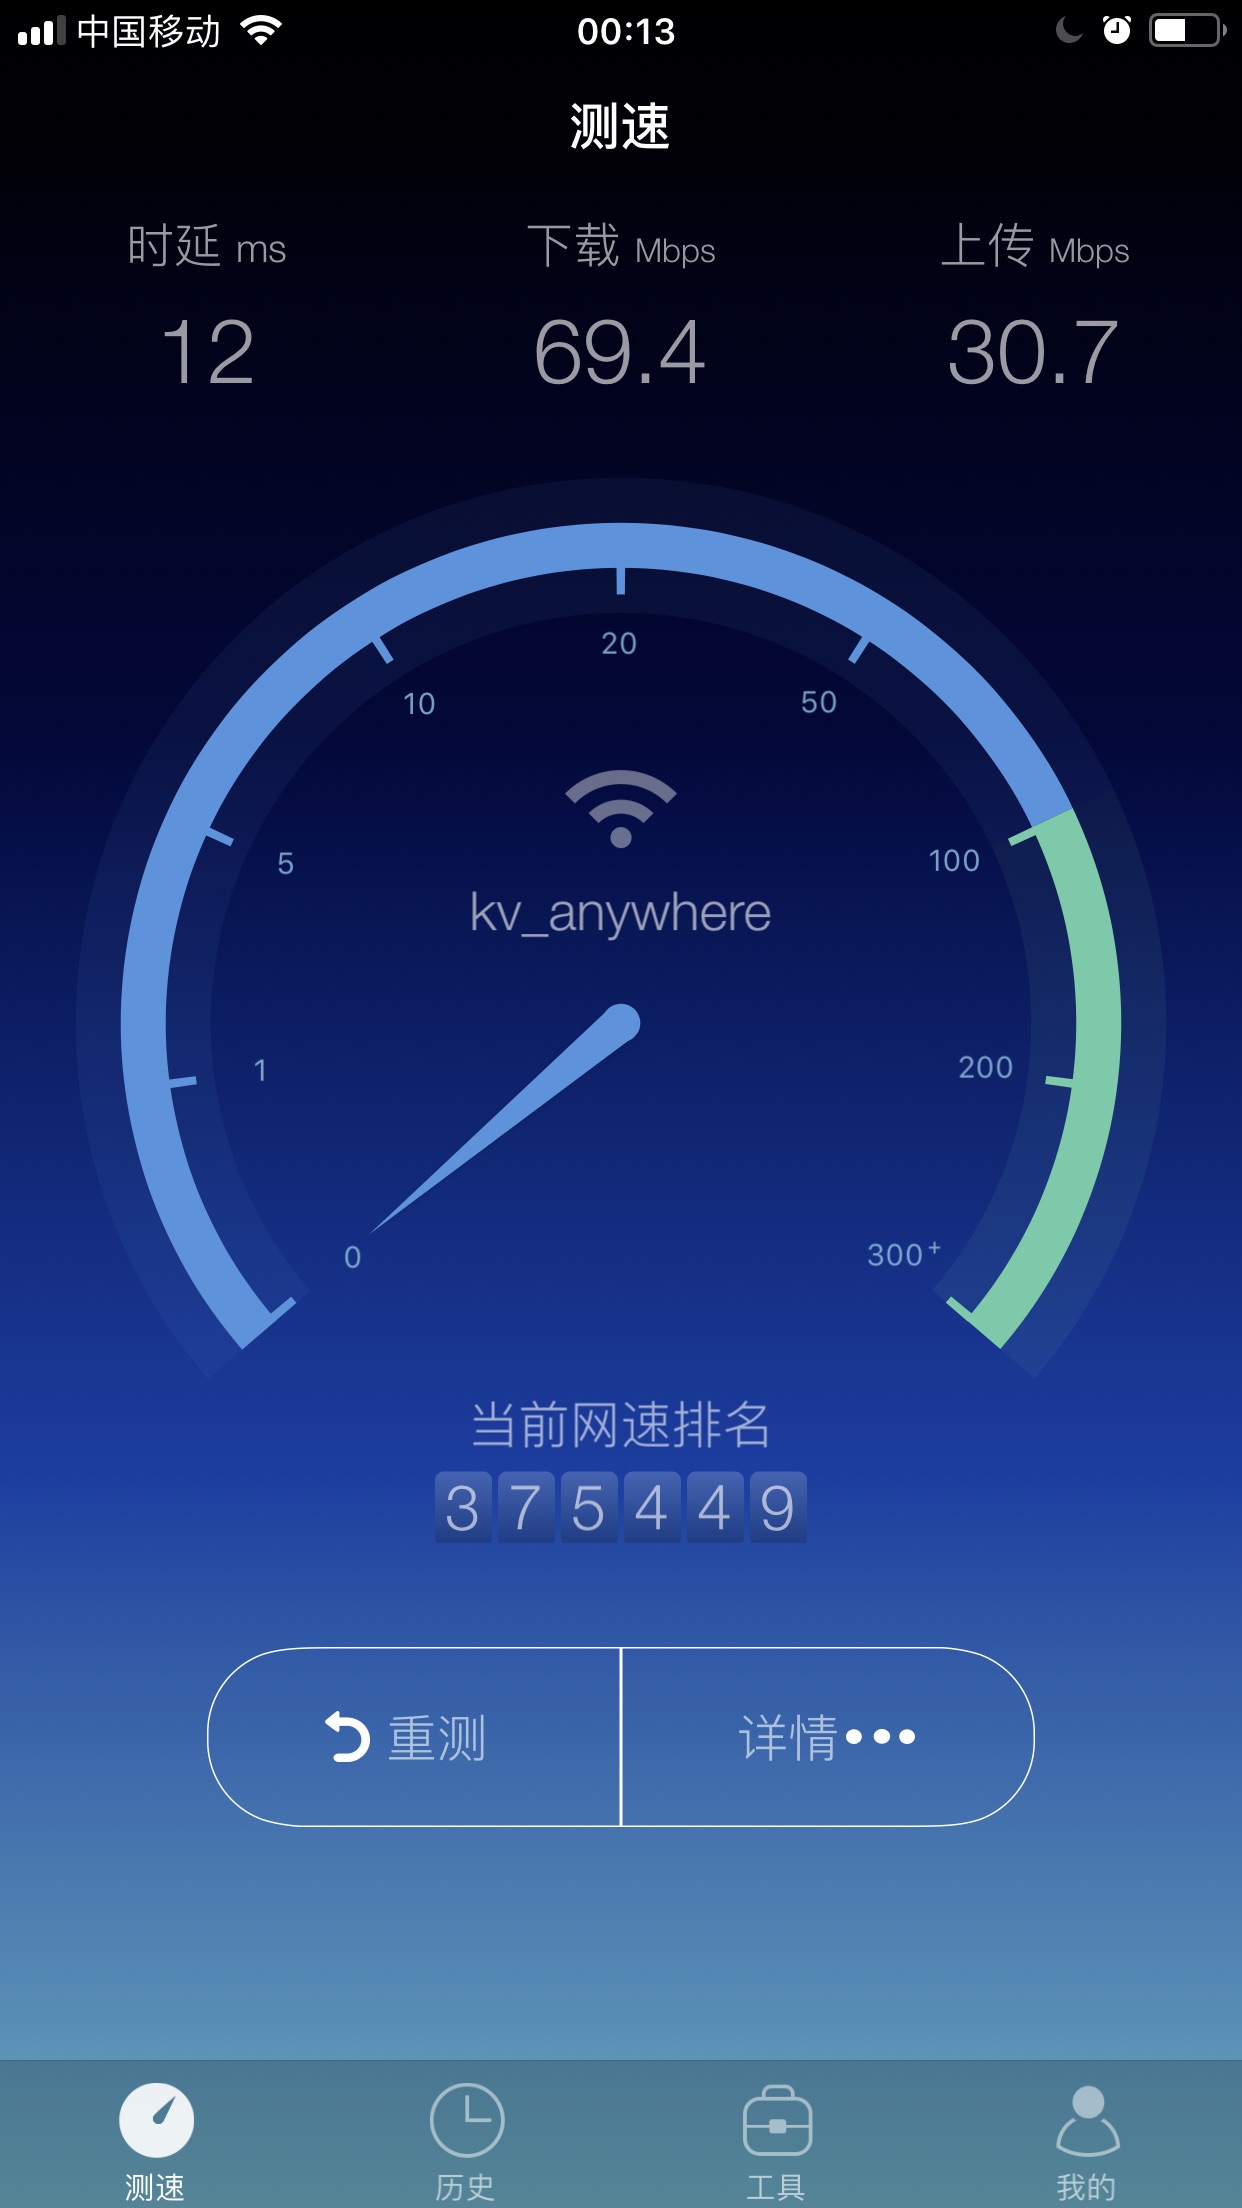 中国移动 00:13
测速
时延 ms 下载 Mbps 上传 Mbps
12 69.4 30.7
20
10 50
5 100
kv_anywhere
1 200
0 300+
当前网速排名
375449
重测 详情•••
测速 历史 工具 我的